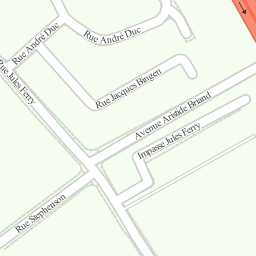 Rue André Duc
Rue André Duc
Rue Jules Ferry
Rue Jacques Bingen
Avenue Aristide Briand
Impasse Jules Ferry
Rue Stephenson